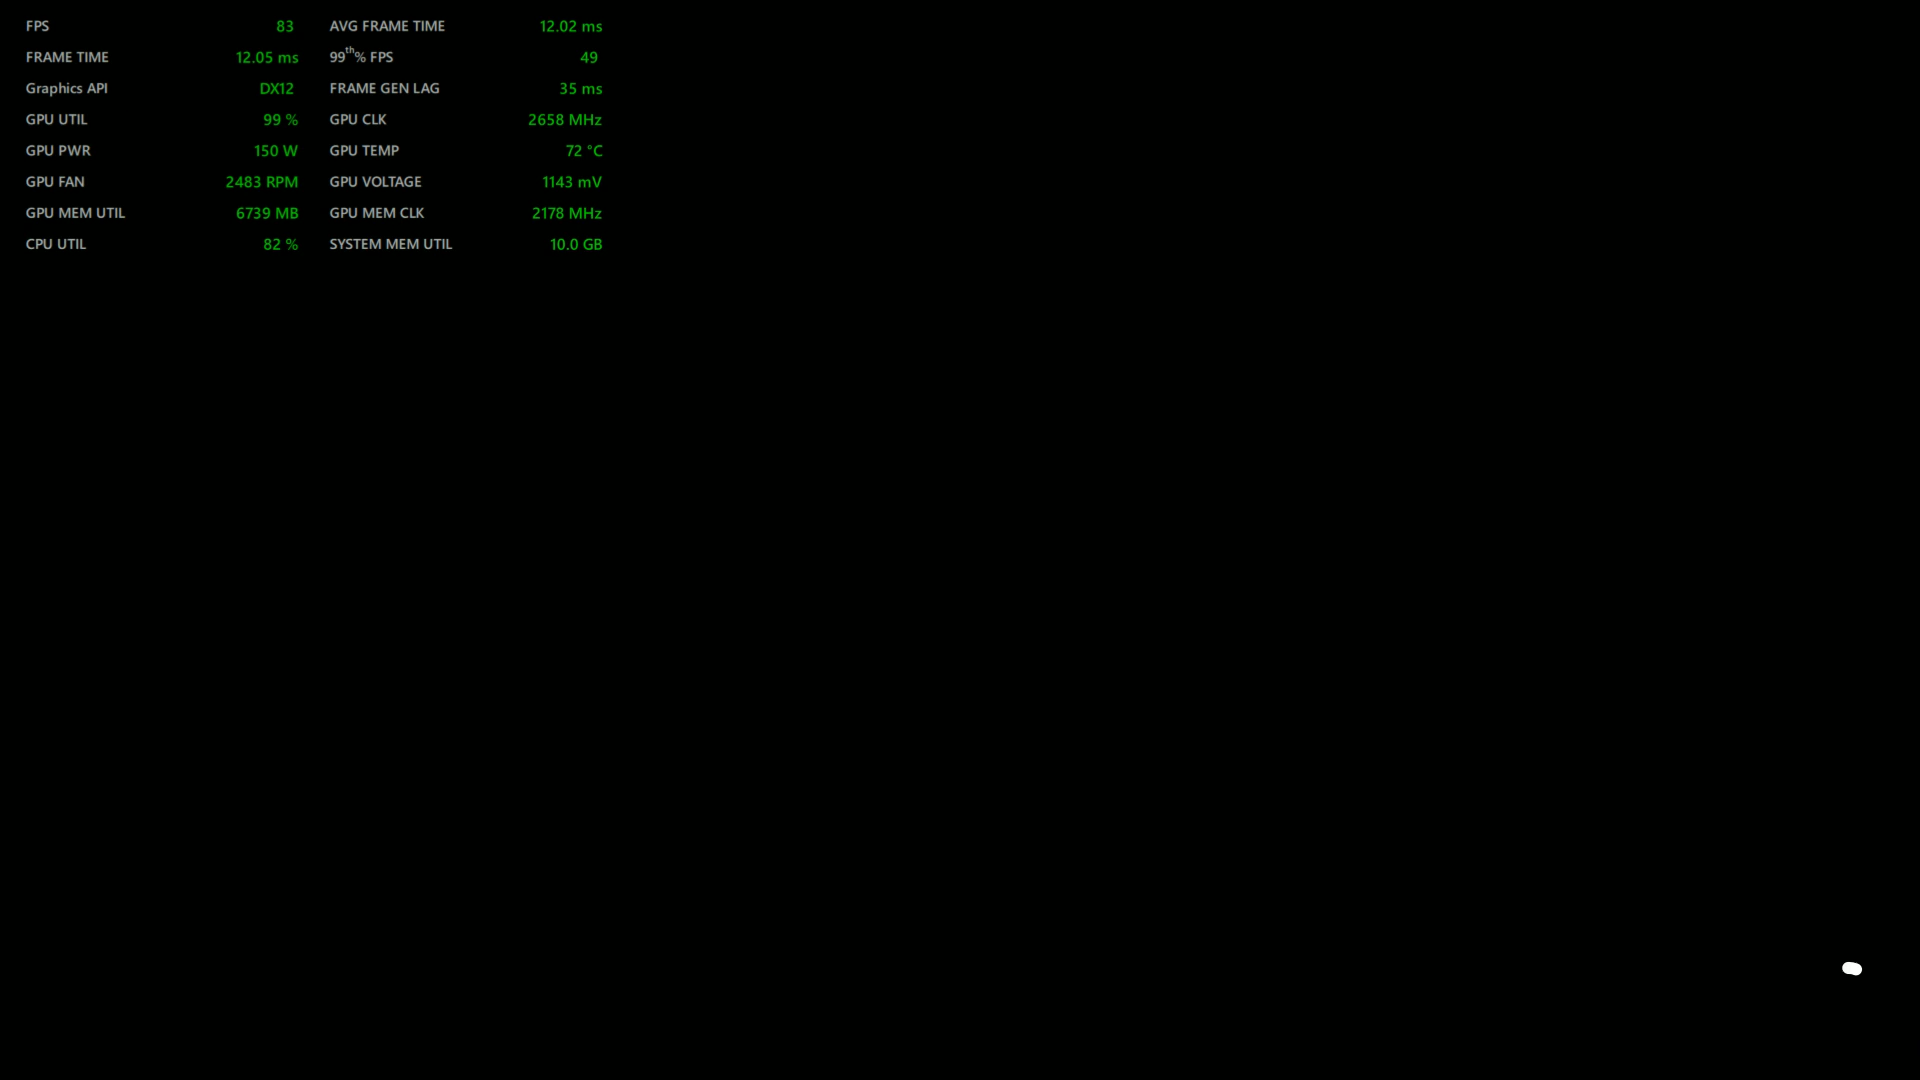 FPS 83 AVG FRAME TIME 12.02 ms
FRAME TIME 12.05 ms 99th% FPS 49
Graphics API DX12 FRAME GEN LAG 35 ms
GPU UTIL 99 % GPU CLK 2658 MHz
GPU PWR 150 W GPU TEMP 72 °C
GPU FAN 2483 RPM GPU VOLTAGE 1143 mV
GPU MEM UTIL 6739 MB GPU MEM CLK 2178 MHz
CPU UTIL 82 % SYSTEM MEM UTIL 10.0 GB